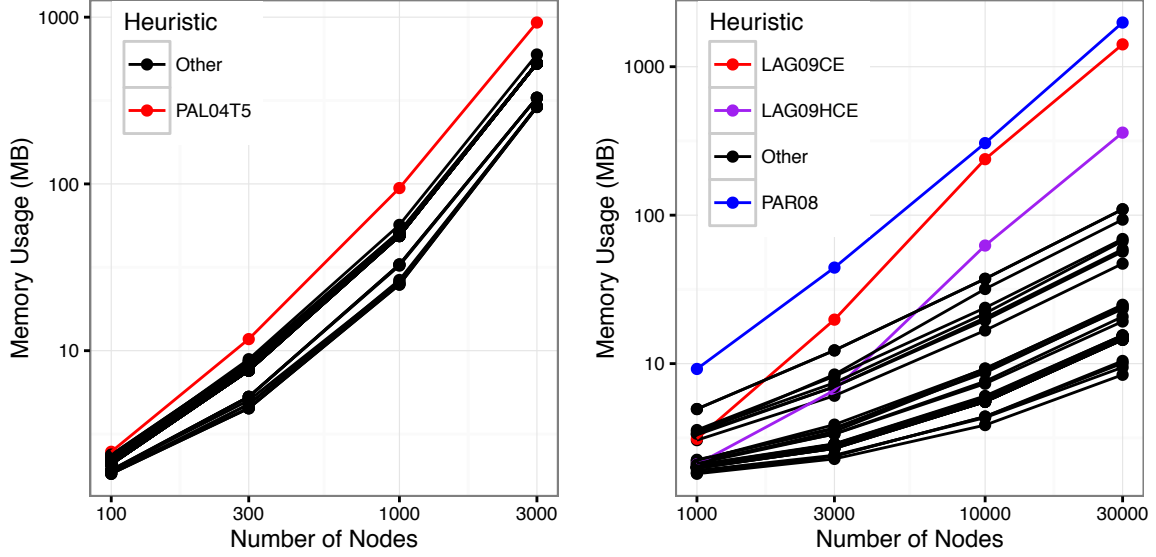 Memory Usage (MB)
1000
100
10
Heuristic
Other
PAL04T5
100
300
1000
3000
Number of Nodes
Memory Usage (MB)
1000
100
10
Heuristic
LAG09CE
LAG09HCE
Other
PAR08
1000
3000
10000
30000
Number of Nodes